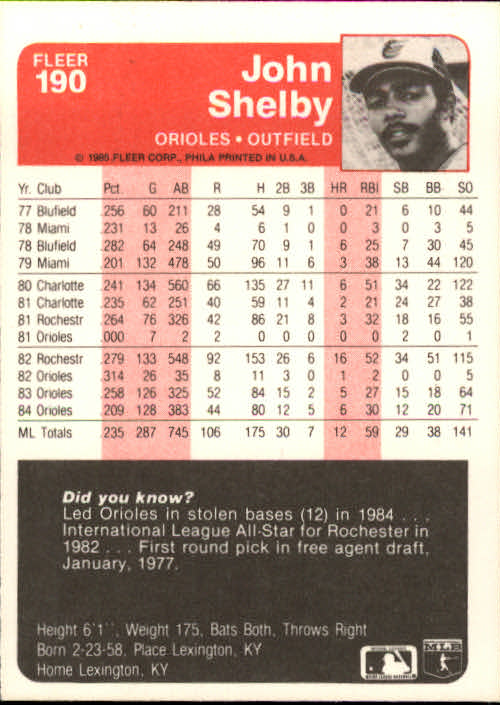 FLEER
190
John
Shelby
ORIOLES • OUTFIELD
© 1985 FLEER CORP., PHILA PRINTED IN U.S.A.
Yr. Club Pct. G AB R H 2B 3B HR RBI SB BB SO
77 Blufield .256 60 211 28 54 9 1 0 21 6 10 44
78 Miami .231 13 26 4 6 1 0 0 3 0 3 5
78 Blufield .282 64 248 49 70 9 1 6 25 7 30 45
79 Miami .201 132 478 50 96 11 6 3 38 13 44 120
80 Charlotte .241 134 560 66 135 27 11 6 51 34 22 122
81 Charlotte .235 62 251 40 59 11 4 2 21 24 27 38
81 Rochestr .264 76 326 42 86 21 8 3 32 18 16 55
81 Orioles .000 7 2 2 0 0 0 0 0 2 0 1
82 Rochestr .279 133 548 92 153 26 6 16 52 34 51 115
82 Orioles .314 26 35 8 11 3 0 1 2 0 0 5
83 Orioles .258 126 325 52 84 15 2 5 27 15 18 64
84 Orioles .209 128 383 44 80 12 5 6 30 12 20 71
ML Totals .235 287 745 106 175 30 7 12 59 29 38 141
Did you know?
Led Orioles in stolen bases (12) in 1984 . . .
International League All-Star for Rochester in
1982 . . . First round pick in free agent draft,
January, 1977.
Height 6'1'', Weight 175, Bats Both, Throws Right
Born 2-23-58, Place Lexington, KY
Home Lexington, KY